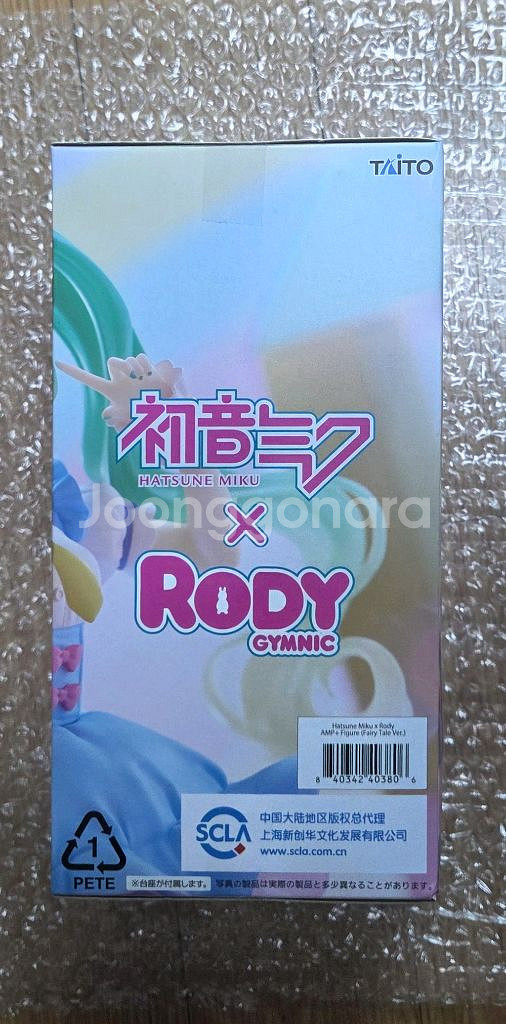 TAITO
初音ミク
HATSUNE MIKU
Joonggonara
×
RODY
GYMNIC
Hatsune Miku x Rody
AMP+ Figure (Fairy Tale Ver.)
8 40342 40380 6
SCLA
中国大陆地区版权总代理
上海新创华文化发展有限公司
www.scla.com.cn
1
PETE
※台座が付属します。
写真の製品は実際の製品と多少異なることがあります。